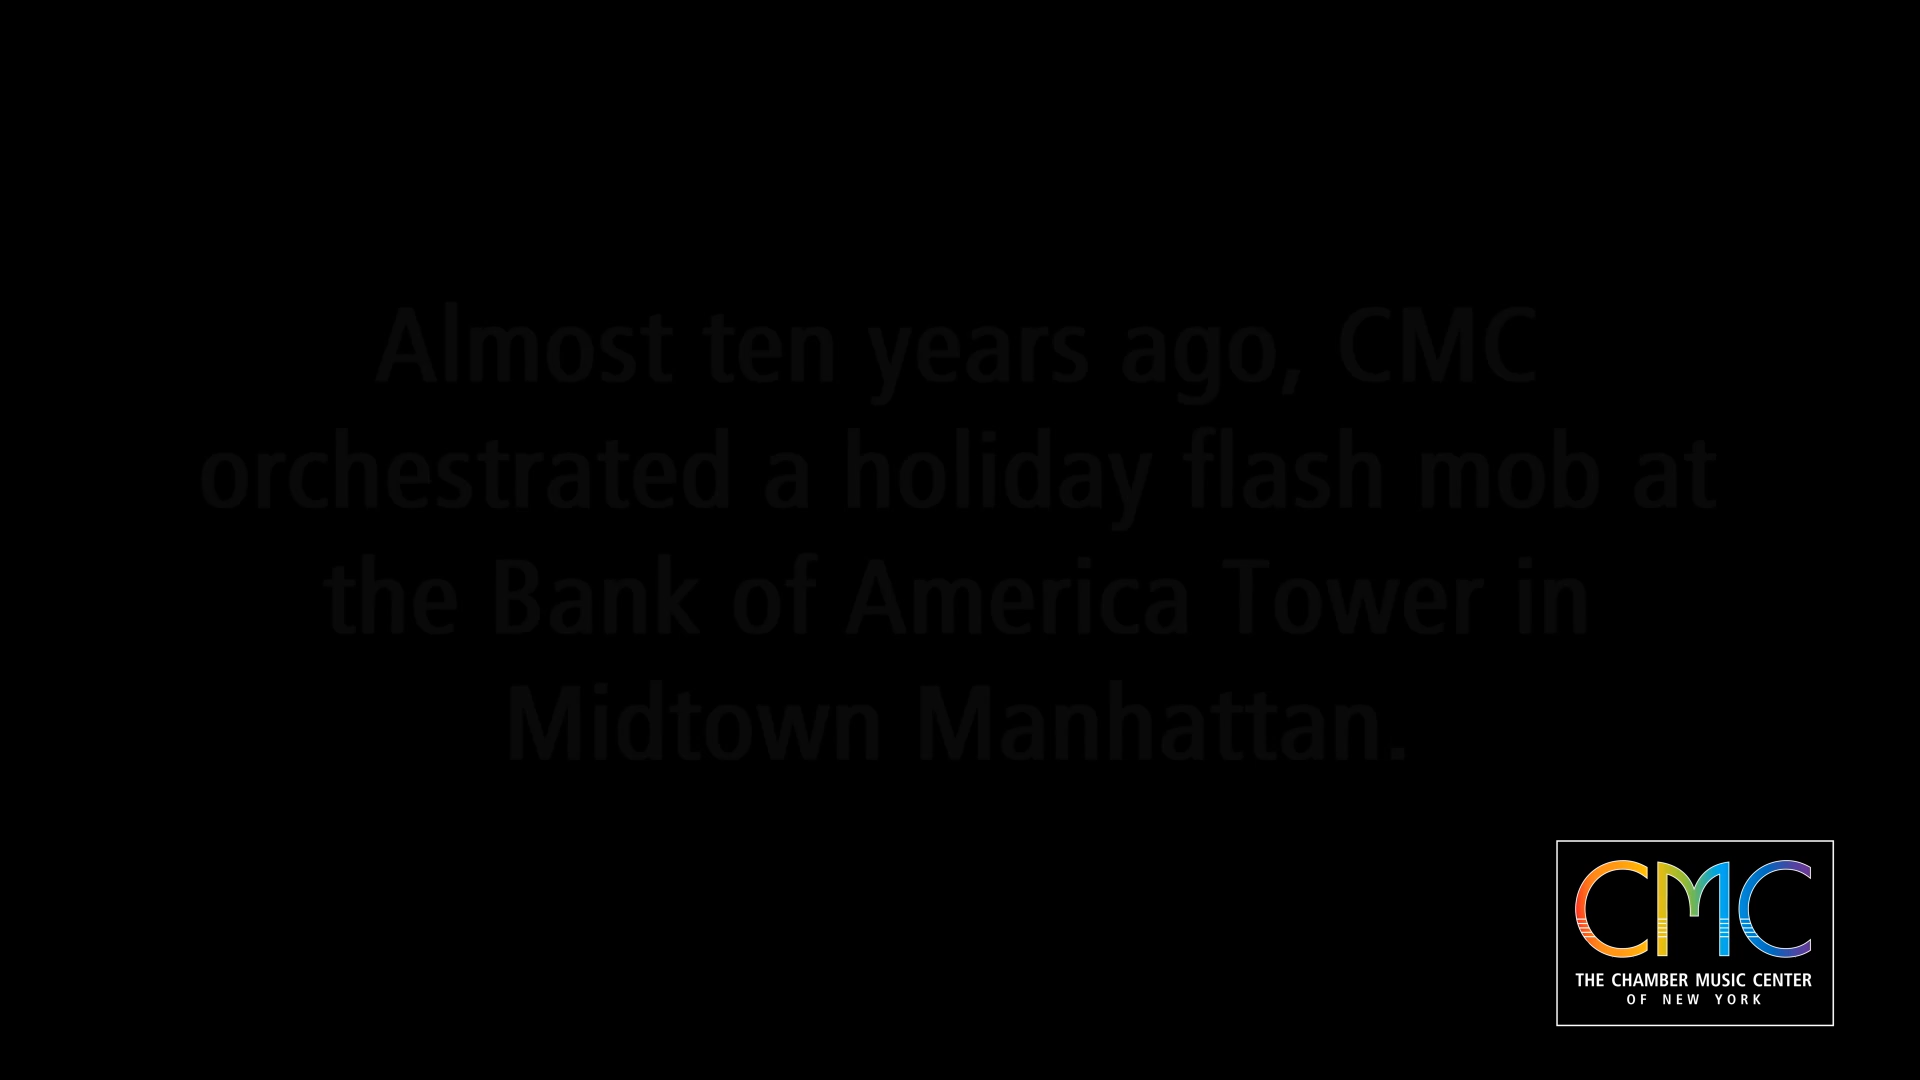 Almost ten years ago, CMC
orchestrated a holiday flash mob at
the Bank of America Tower in
Midtown Manhattan.
CMC
THE CHAMBER MUSIC CENTER
OF NEW YORK